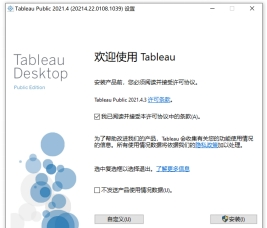 Tableau Public 2021.4 (20214.22.0108.1039) 设置
Tableau
Desktop
Public Edition
欢迎使用 Tableau
安装产品前，您必须阅读并接受许可协议。
Tableau Public 2021.4.3 许可条款。
我已阅读并接受本许可协议中的条款(A)。
为了帮助改进我们的产品，Tableau 会收集有关您的功能使用情况
的信息。所有使用情况数据将依据我们的隐私政策加以处理。
选中复选框以选择退出。了解更多信息
不发送产品使用情况数据(U)。
自定义(U)
安装(I)